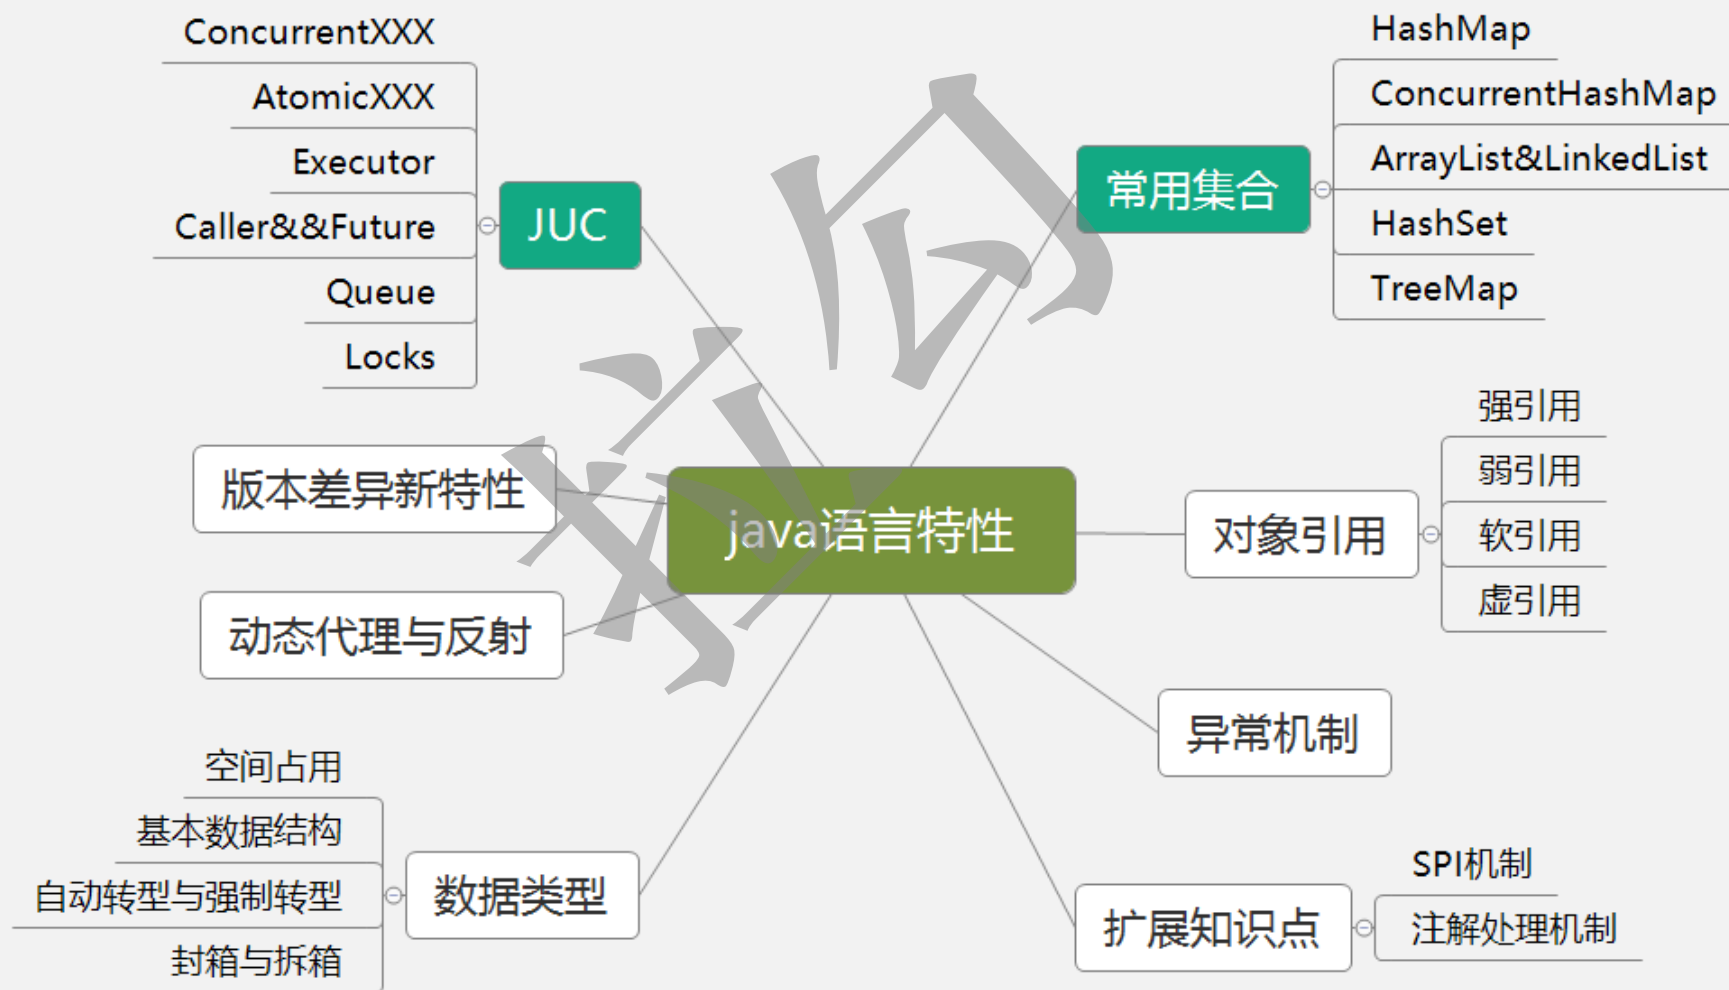 ConcurrentXXX
AtomicXXX
Executor
Caller&&Future
Queue
Locks
JUC
版本差异新特性
动态代理与反射
空间占用
基本数据结构
自动转型与强制转型
封箱与拆箱
数据类型
java语言特性
常用集合
HashMap
ConcurrentHashMap
ArrayList&LinkedList
HashSet
TreeMap
对象引用
强引用
弱引用
软引用
虚引用
异常机制
扩展知识点
SPI机制
注解处理机制
拉勾